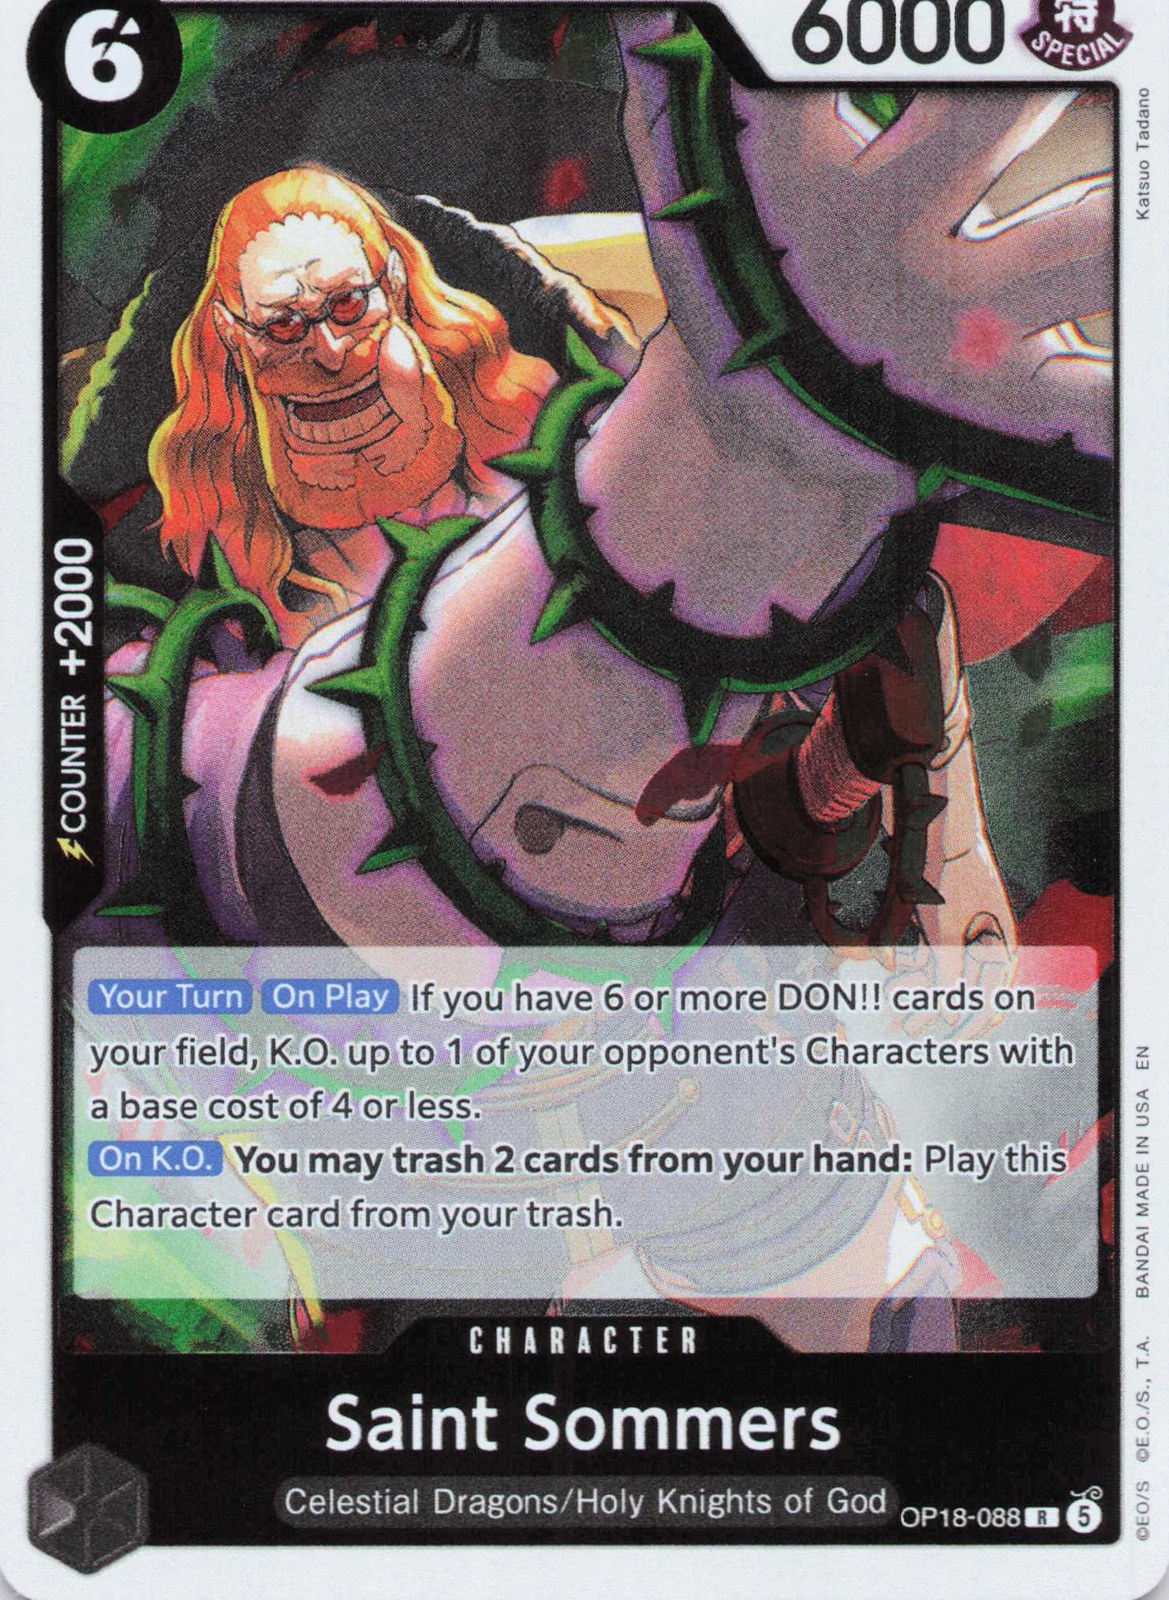 6
6000
特
SPECIAL
Katsuo Tadano
COUNTER +2000
Your Turn On Play If you have 6 or more DON!! cards on
your field, K.O. up to 1 of your opponent's Characters with
a base cost of 4 or less.
On K.O. You may trash 2 cards from your hand: Play this
Character card from your trash.
CHARACTER
Saint Sommers
Celestial Dragons/Holy Knights of God
OP18-088 R 5
©EO/S ©E.O./S., T.A. BANDAI MADE IN USA EN